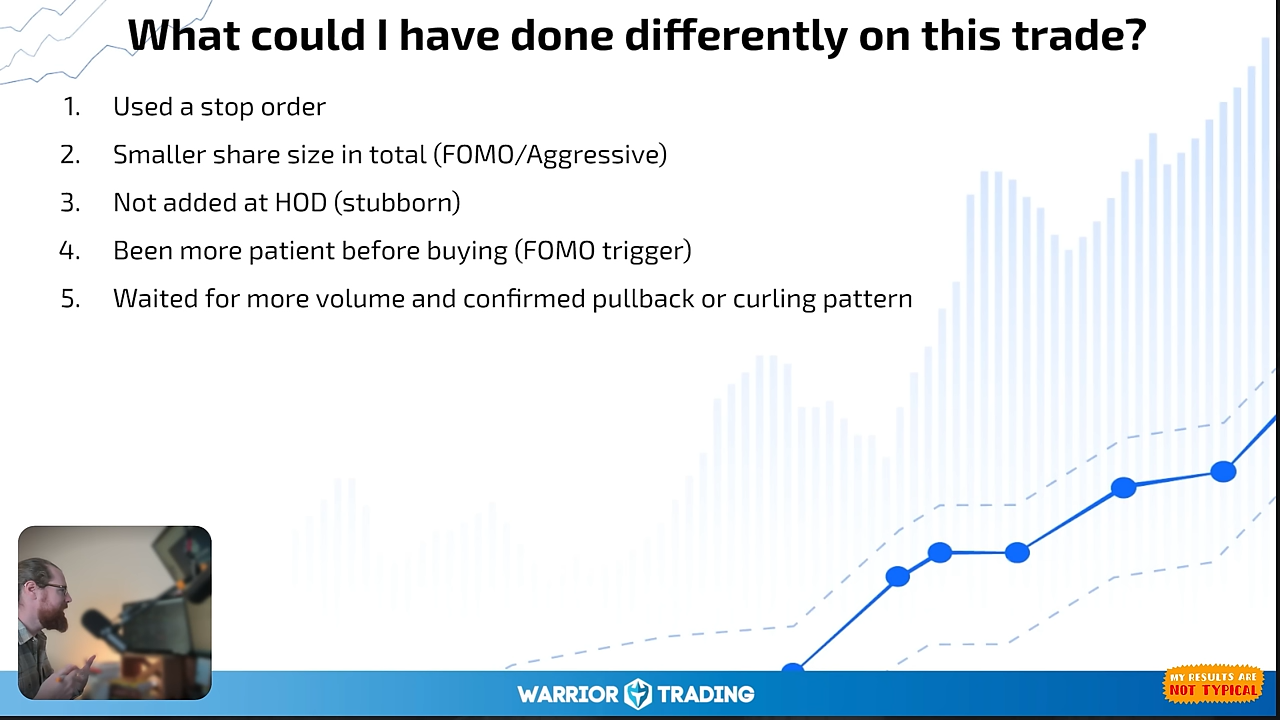 What could I have done differently on this trade?
1. Used a stop order
2. Smaller share size in total (FOMO/Aggressive)
3. Not added at HOD (stubborn)
4. Been more patient before buying (FOMO trigger)
5. Waited for more volume and confirmed pullback or curling pattern
WARRIOR TRADING
MY RESULTS ARE
NOT TYPICAL